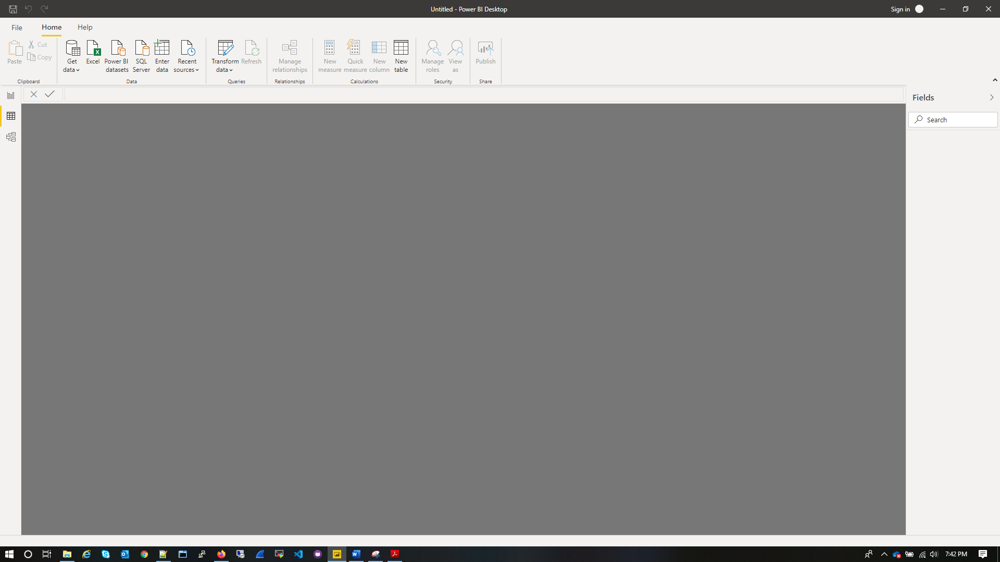 Untitled - Power BI Desktop
Sign in
File
Home
Help
Paste
Cut
Copy
Clipboard
Get
data
Excel
Power BI
datasets
SQL
Server
Enter
data
Recent
sources
Data
Transform
data
Refresh
Queries
Manage
relationships
Relationships
New
measure
Quick
measure
New
column
New
table
Calculations
Manage
roles
View
as
Security
Publish
Share
Fields
Search
7:42 PM